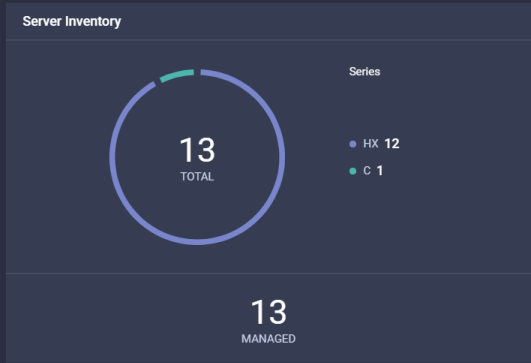 Server Inventory
Series
13
TOTAL
HX 12
C 1
13
MANAGED